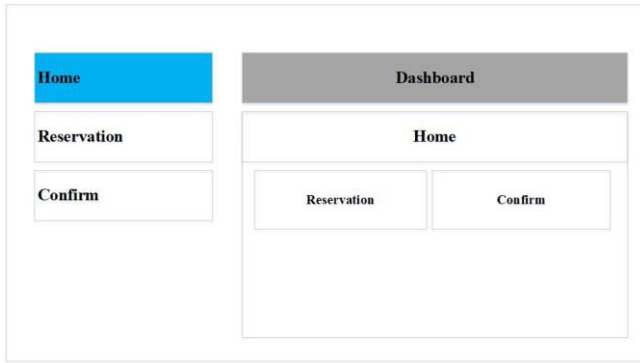 Home
Reservation
Confirm
Dashboard
Home
Reservation
Confirm